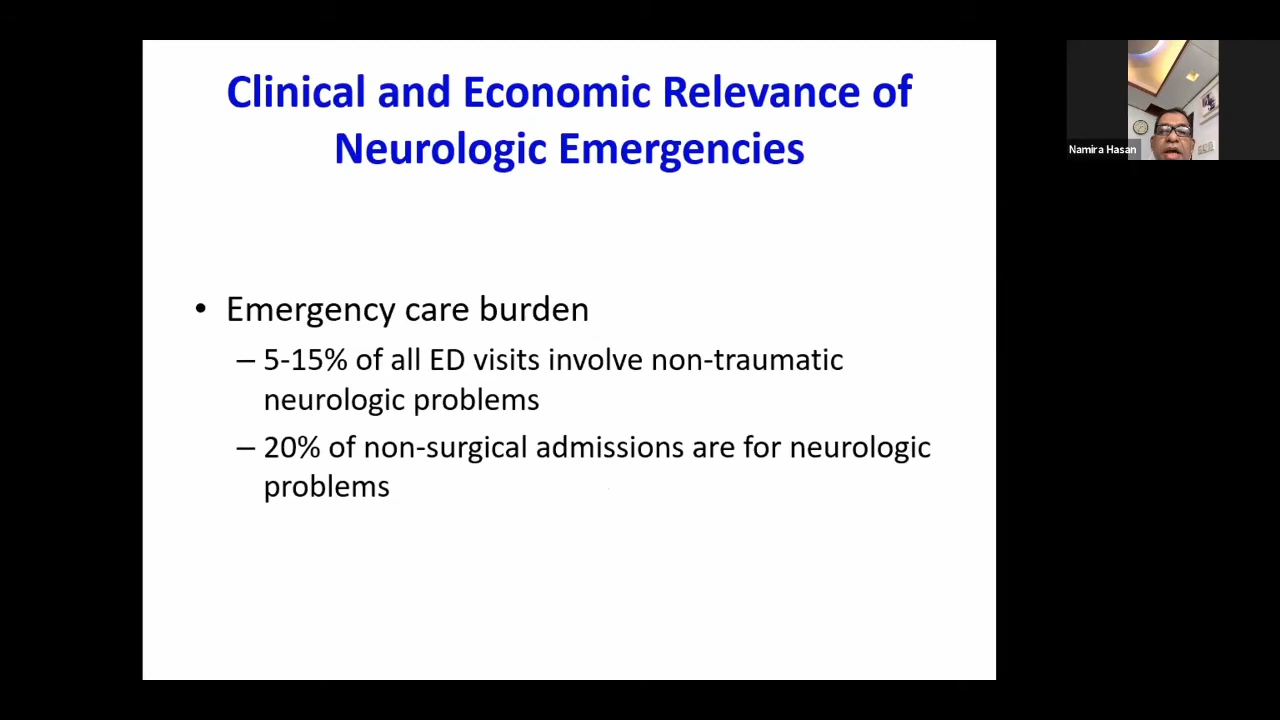 Clinical and Economic Relevance of
Neurologic Emergencies
• Emergency care burden
– 5-15% of all ED visits involve non-traumatic
neurologic problems
– 20% of non-surgical admissions are for neurologic
problems
Namira Hasan